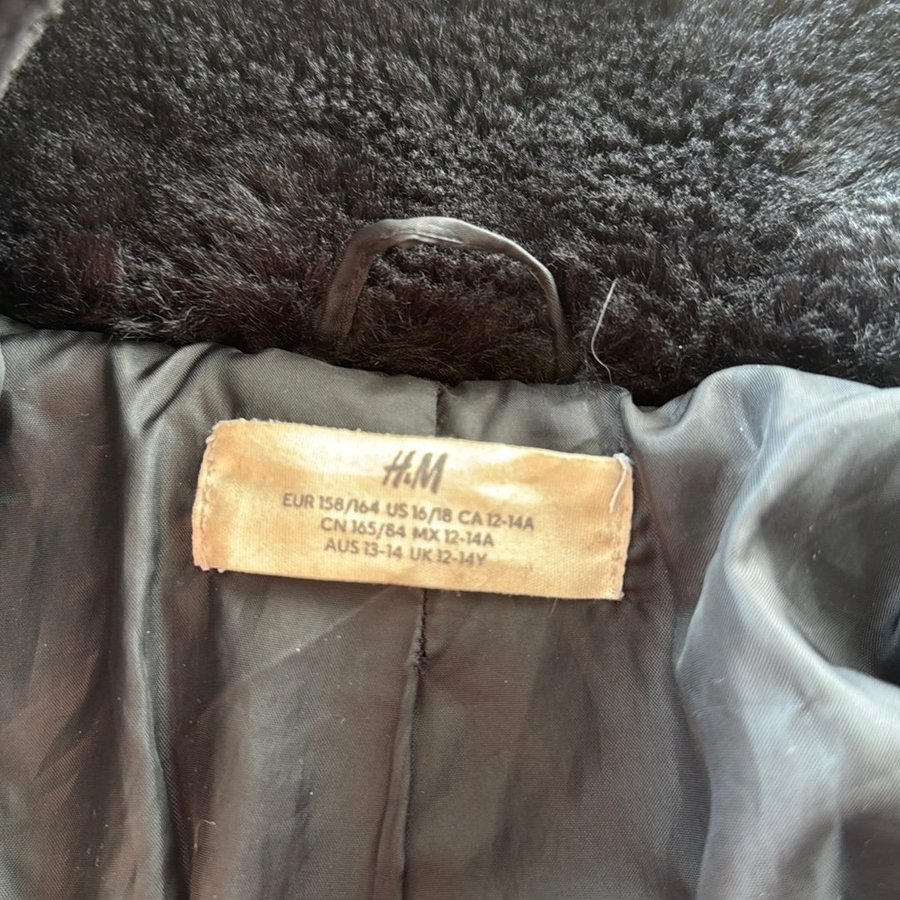 H&M
EUR 158/164 US 16/18 CA 12-14A
CN 165/84 MX 12-14A
AUS 13-14 UK 12-14Y